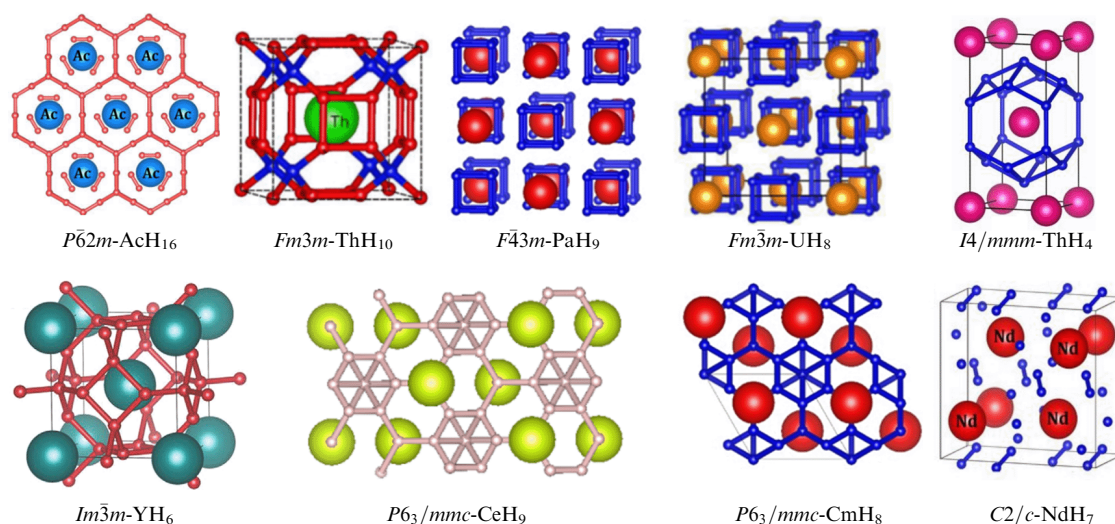 Ac Ac
Ac Ac Ac
Ac Ac
Th
P6̄2m-AcH₁₆ Fm3m-ThH₁₀ F4̄3m-PaH₉ Fm3̄m-UH₈ I4/mmm-ThH₄
Nd
Nd
Nd Nd
Im3̄m-YH₆ P6₃/mmc-CeH₉ P6₃/mmc-CmH₈ C2/c-NdH₇